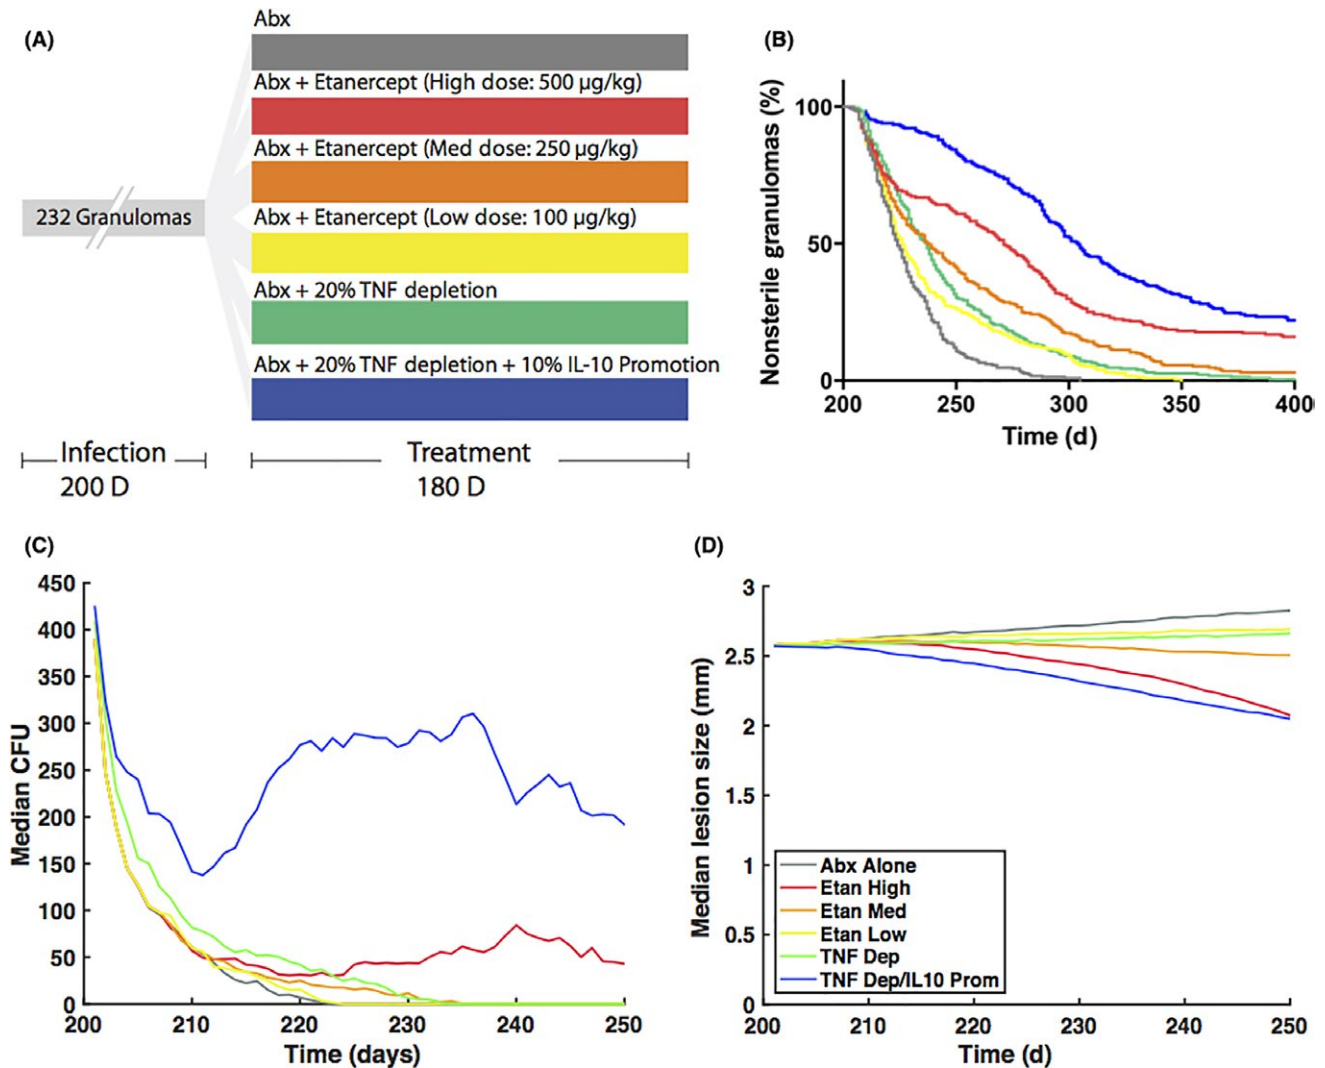 (A)
Abx
Abx + Etanercept (High dose: 500 µg/kg)
Abx + Etanercept (Med dose: 250 µg/kg)
232 Granulomas
Abx + Etanercept (Low dose: 100 µg/kg)
Abx + 20% TNF depletion
Abx + 20% TNF depletion + 10% IL-10 Promotion
Infection
200 D
Treatment
180 D
(B)
Nonsterile granulomas (%)
100
50
0
200 250 300 350 400
Time (d)
(C)
Median CFU
450
400
350
300
250
200
150
100
50
0
200 210 220 230 240 250
Time (days)
(D)
Median lesion size (mm)
3
2.5
2
1.5
1
0.5
0
Abx Alone
Etan High
Etan Med
Etan Low
TNF Dep
TNF Dep/IL10 Prom
200 210 220 230 240 250
Time (d)